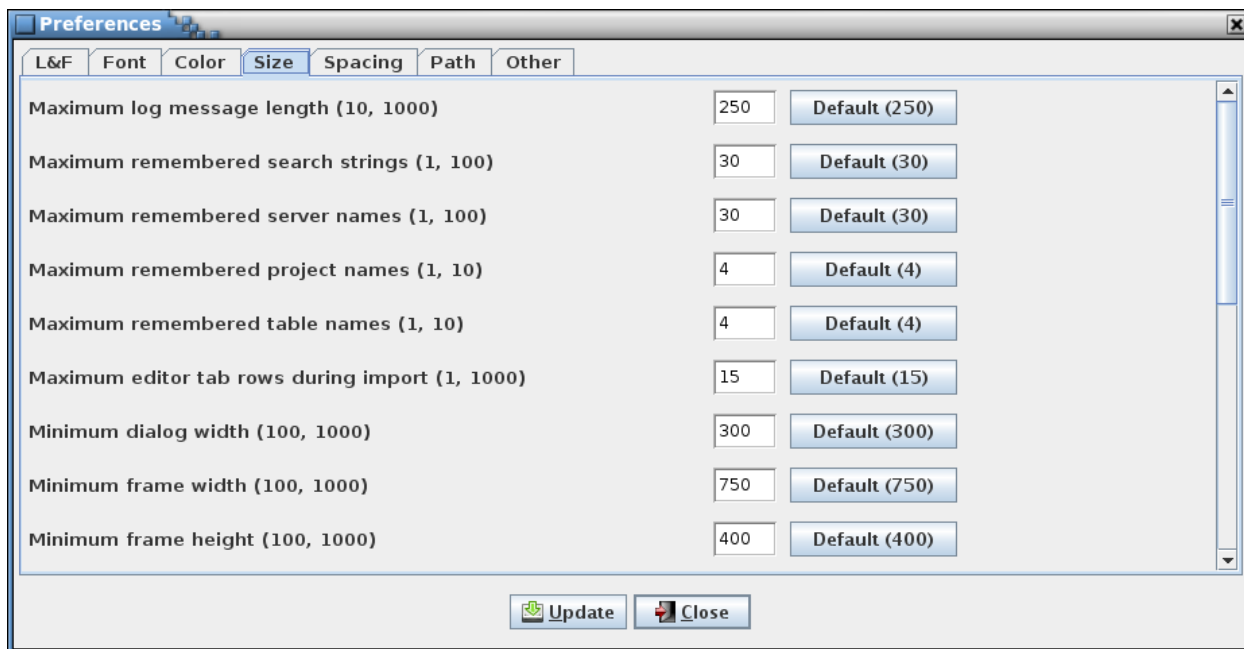 Preferences
L&F Font Color Size Spacing Path Other
Maximum log message length (10, 1000) 250 Default (250)
Maximum remembered search strings (1, 100) 30 Default (30)
Maximum remembered server names (1, 100) 30 Default (30)
Maximum remembered project names (1, 10) 4 Default (4)
Maximum remembered table names (1, 10) 4 Default (4)
Maximum editor tab rows during import (1, 1000) 15 Default (15)
Minimum dialog width (100, 1000) 300 Default (300)
Minimum frame width (100, 1000) 750 Default (750)
Minimum frame height (100, 1000) 400 Default (400)
Update Close